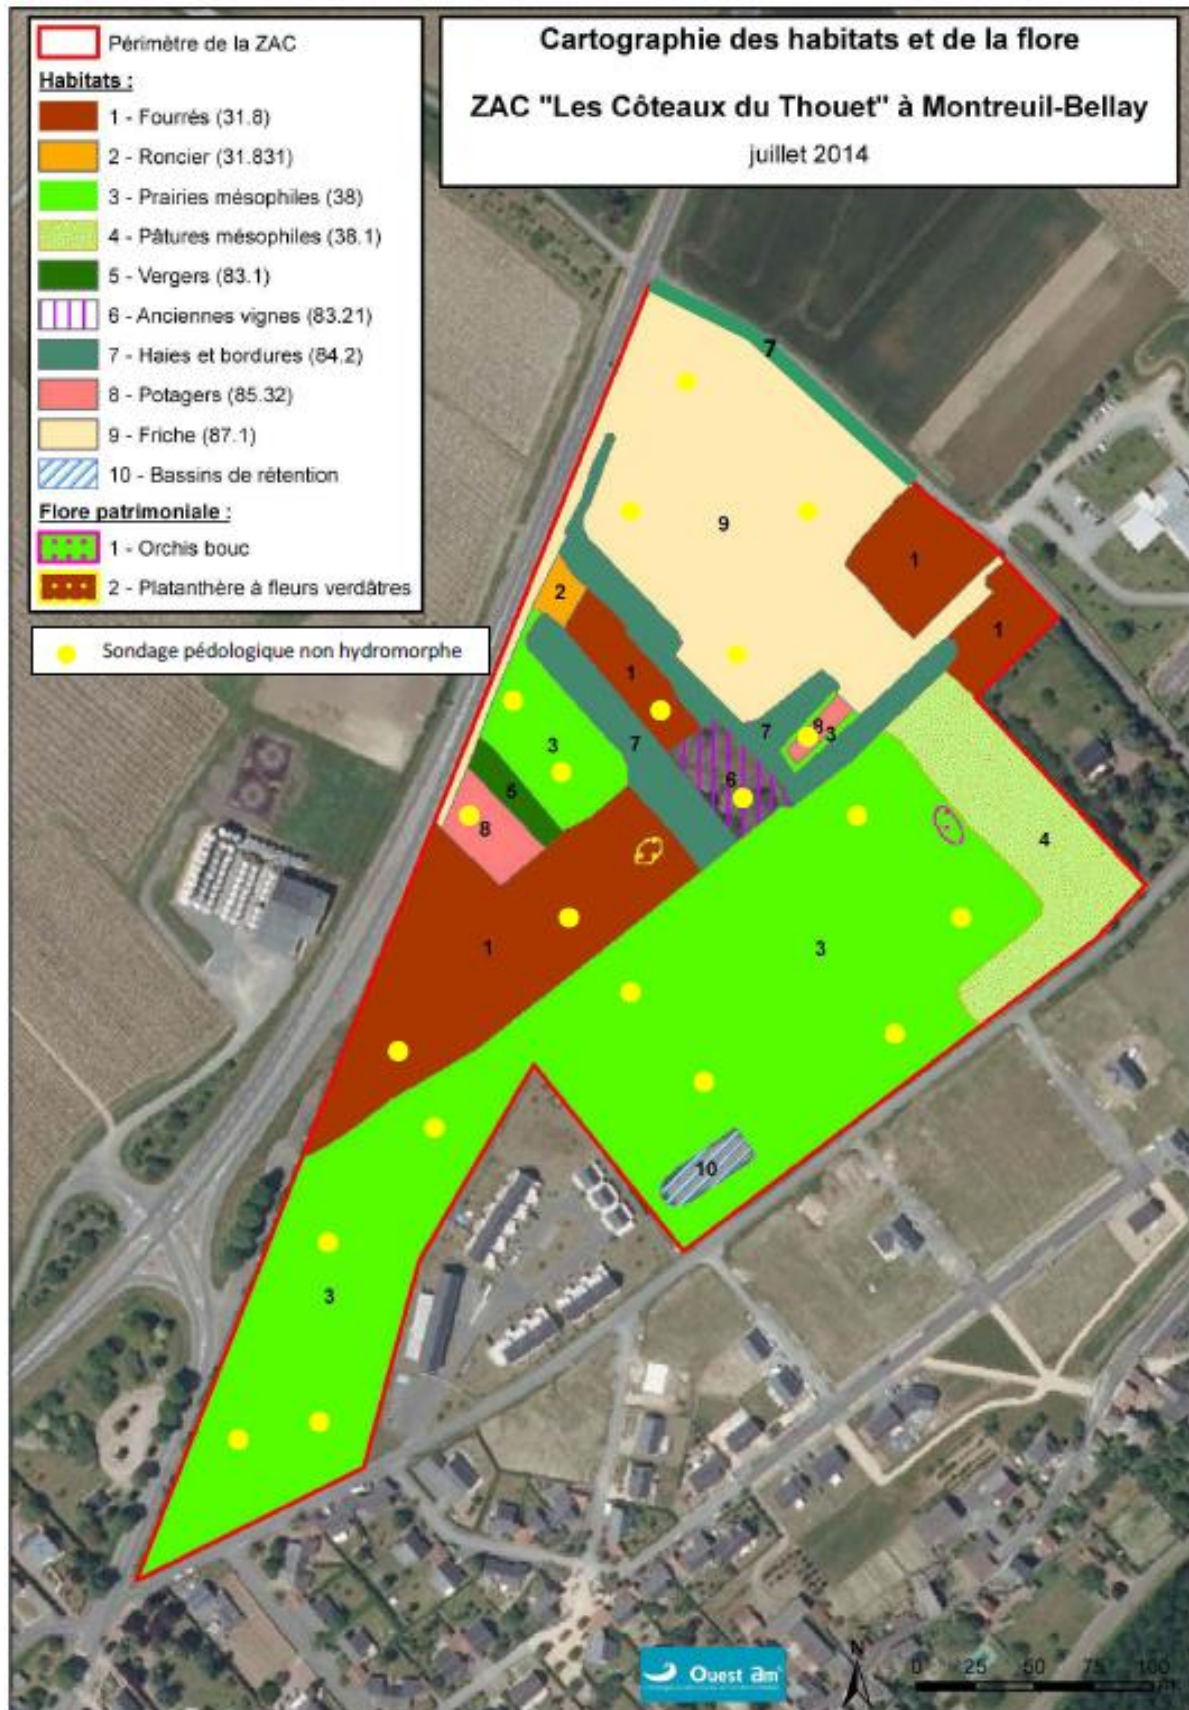 Cartographie des habitats et de la flore
ZAC "Les Côteaux du Thouet" à Montreuil-Bellay
juillet 2014
Périmètre de la ZAC
Habitats :
1 - Fourrés (31.8)
2 - Roncier (31.831)
3 - Prairies mésophiles (38)
4 - Pâtures mésophiles (38.1)
5 - Vergers (83.1)
6 - Anciennes vignes (83.21)
7 - Haies et bordures (84.2)
8 - Potagers (85.32)
9 - Friche (87.1)
10 - Bassins de rétention
Flore patrimoniale :
1 - Orchis bouc
2 - Platanthère à fleurs verdâtres
Sondage pédologique non hydromorphe
7
9
1
2
1
1
7
8
3
3
7
6
5
8
4
1
3
10
3
Ouest am'
N
0 25 50 75 100
m